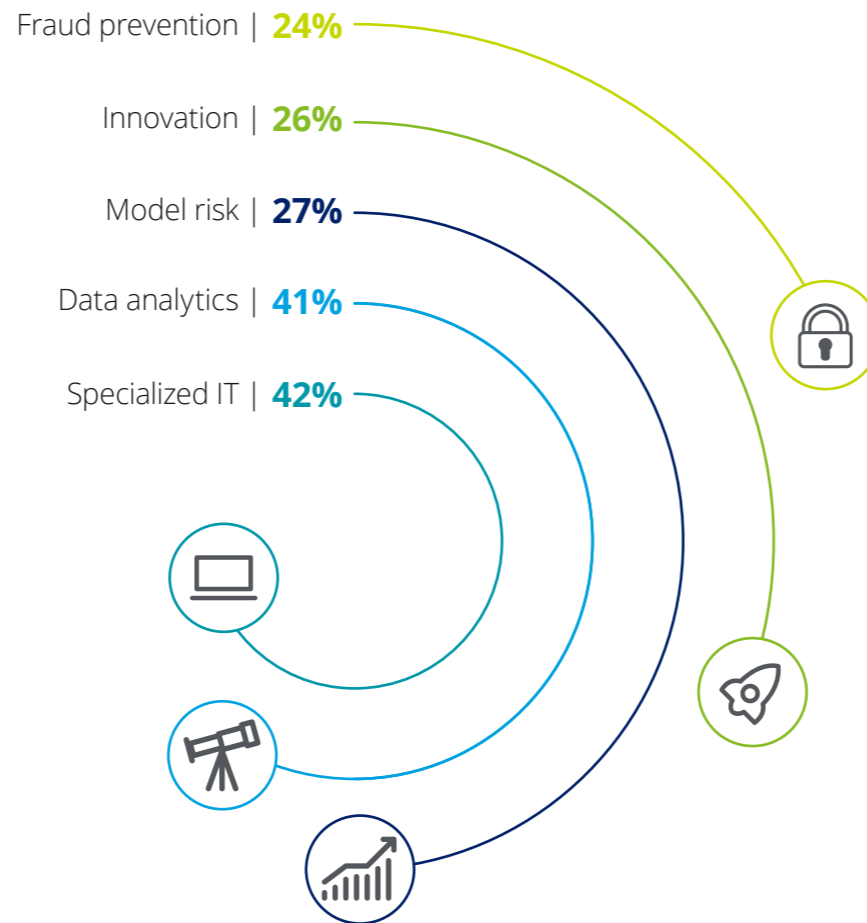 Fraud prevention | 24%
Innovation | 26%
Model risk | 27%
Data analytics | 41%
Specialized IT | 42%